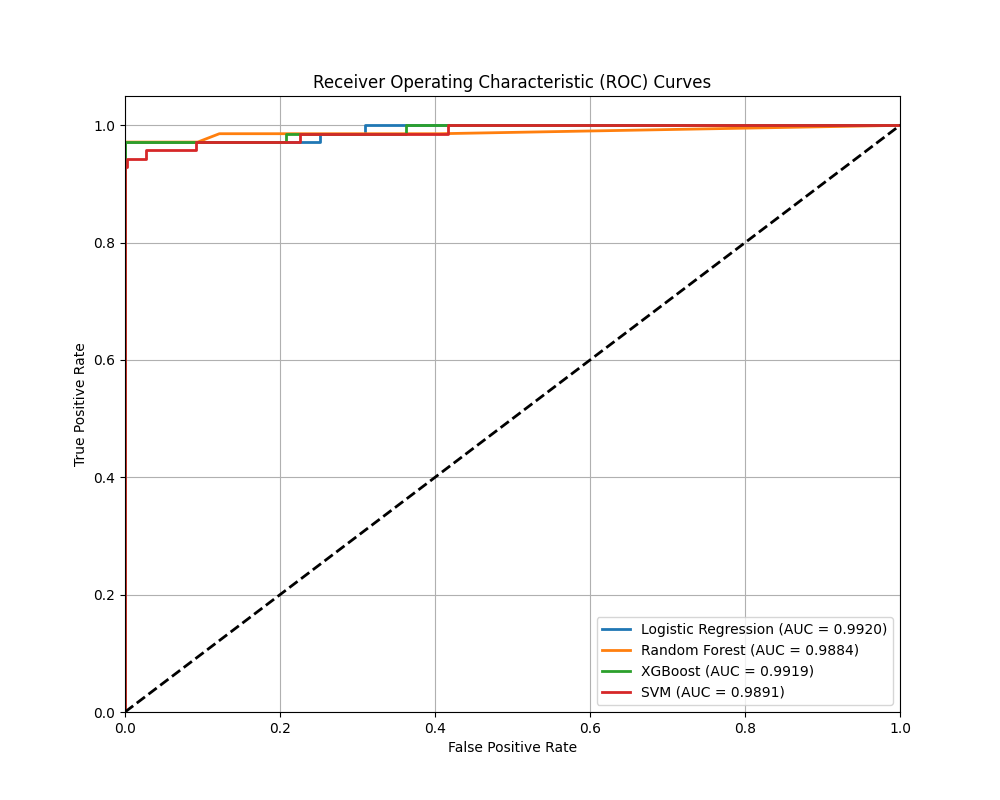 Receiver Operating Characteristic (ROC) Curves
True Positive Rate
1.0
0.8
0.6
0.4
0.2
0.0
Logistic Regression (AUC = 0.9920)
Random Forest (AUC = 0.9884)
XGBoost (AUC = 0.9919)
SVM (AUC = 0.9891)
0.0 0.2 0.4 0.6 0.8 1.0
False Positive Rate